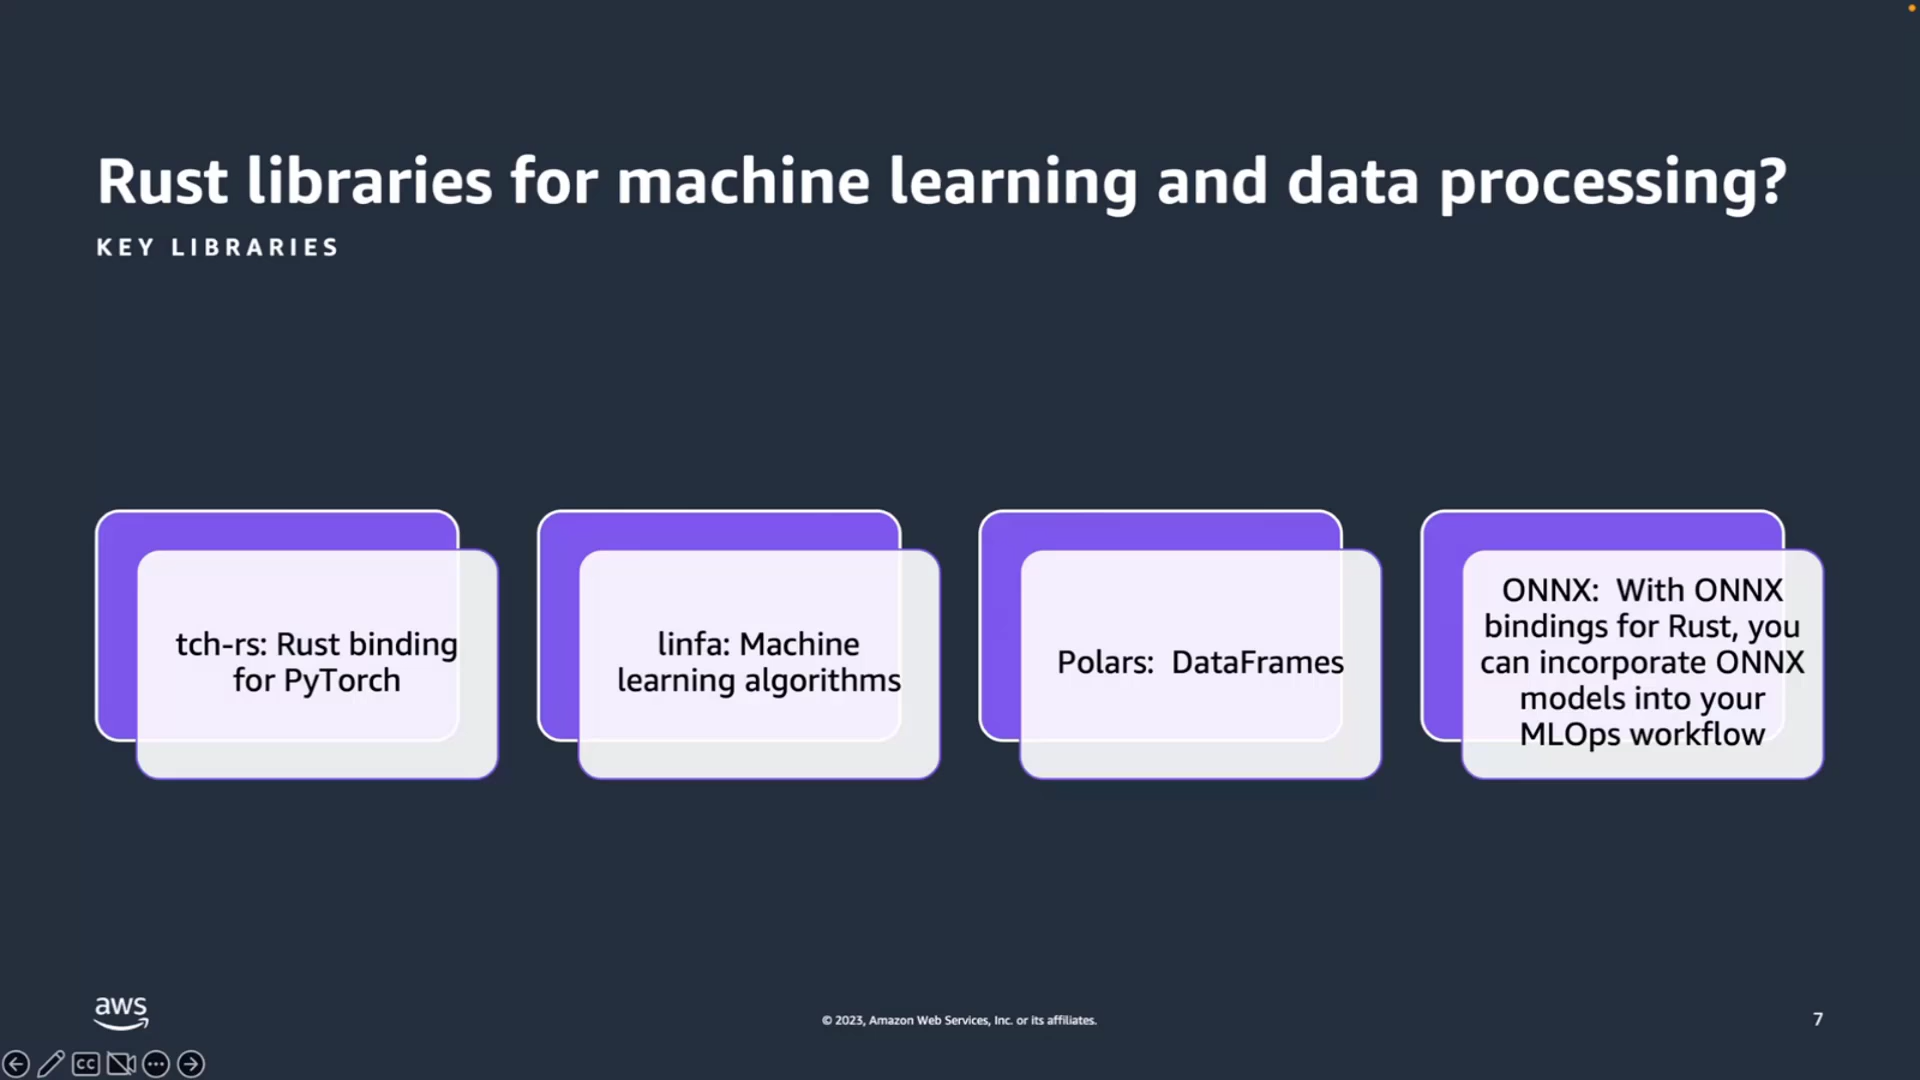 Rust libraries for machine learning and data processing?
KEY LIBRARIES
tch-rs: Rust binding
for PyTorch
linfa: Machine
learning algorithms
Polars:  DataFrames
ONNX:  With ONNX
bindings for Rust, you
can incorporate ONNX
models into your
MLOps workflow
aws
© 2023, Amazon Web Services, Inc. or its affiliates.
7
CC